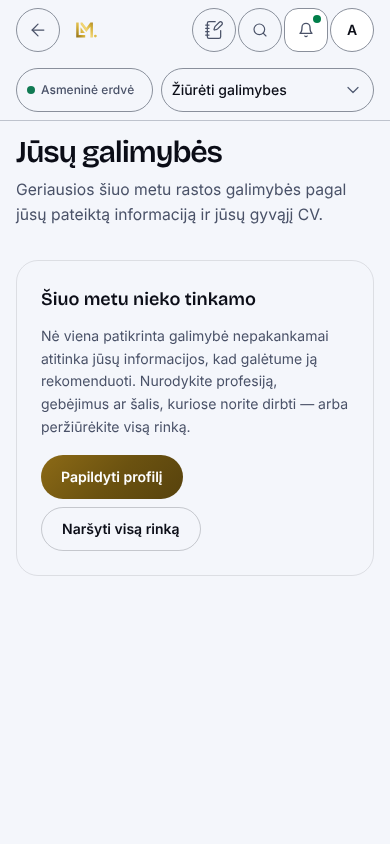 LM.
A
Asmeninė erdvė
Žiūrėti galimybes
Jūsų galimybės
Geriausios šiuo metu rastos galimybės pagal
jūsų pateiktą informaciją ir jūsų gyvąjį CV.
Šiuo metu nieko tinkamo
Nė viena patikrinta galimybė nepakankamai
atitinka jūsų informacijos, kad galėtume ją
rekomenduoti. Nurodykite profesiją,
gebėjimus ar šalis, kuriose norite dirbti — arba
peržiūrėkite visą rinką.
Papildyti profilį
Naršyti visą rinką